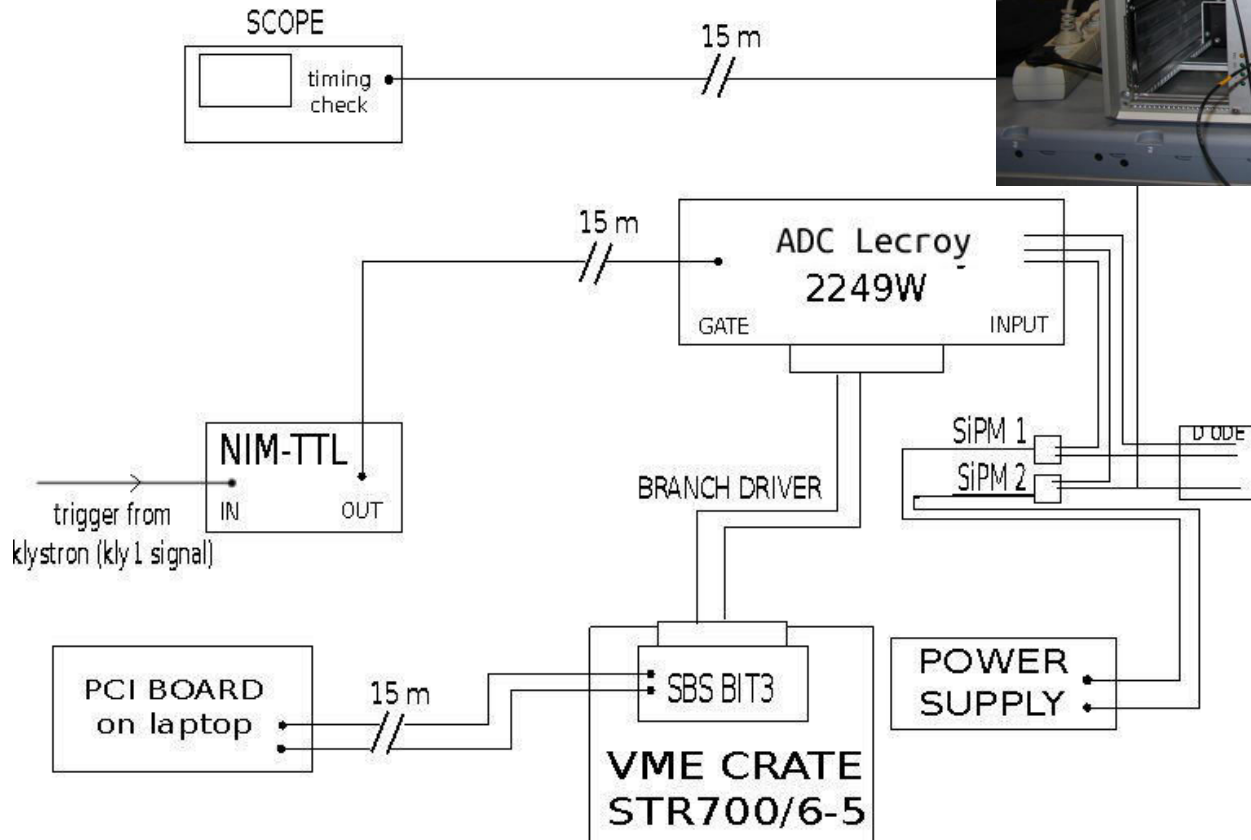 SCOPE
timing
check
15 m
15 m
ADC Lecroy
2249W
GATE
INPUT
NIM-TTL
IN
OUT
trigger from
klystron (kly1 signal)
SiPM 1
SiPM 2
BRANCH DRIVER
PCI BOARD
on laptop
15 m
SBS BIT3
VME CRATE
STR700/6-5
POWER
SUPPLY